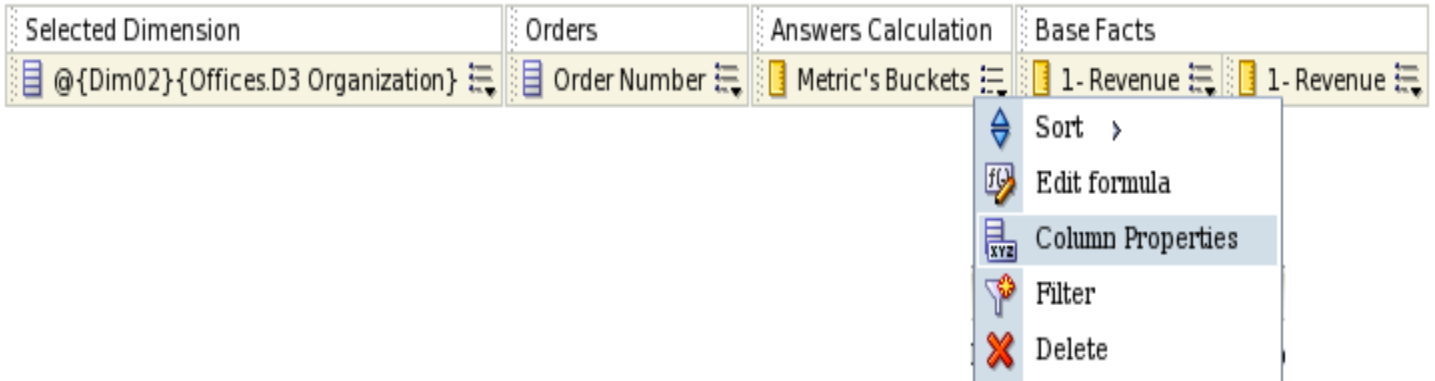 Selected Dimension Orders Answers Calculation Base Facts
@{Dim02}{Offices.D3 Organization} Order Number Metric's Buckets 1- Revenue 1- Revenue
Sort
Edit formula
XYZ Column Properties
Filter
Delete